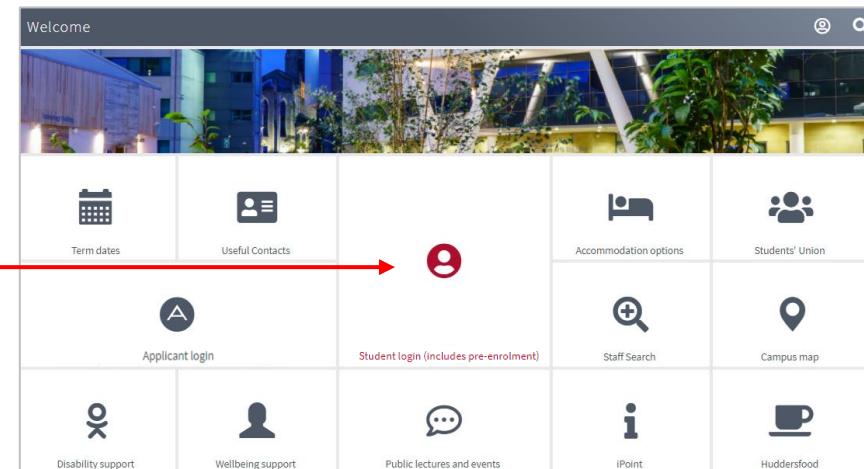 Welcome
Term dates
Useful Contacts
Accommodation options
Students' Union
Applicant login
Student login (includes pre-enrolment)
Staff Search
Campus map
Disability support
Wellbeing support
Public lectures and events
iPoint
Huddersfood